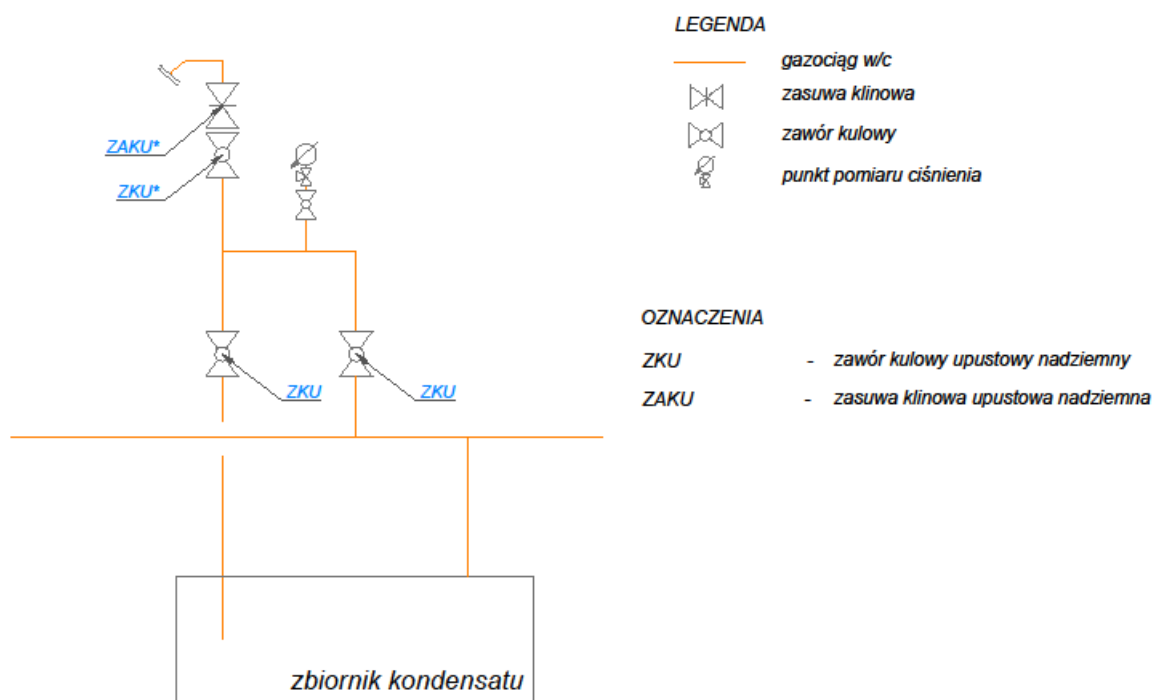 LEGENDA
gazociąg w/c
zasuwa klinowa
zawór kulowy
punkt pomiaru ciśnienia
ZAKU*
ZKU*
ZKU
ZKU
OZNACZENIA
ZKU - zawór kulowy upustowy nadziemny
ZAKU - zasuwa klinowa upustowa nadziemna
zbiornik kondensatu